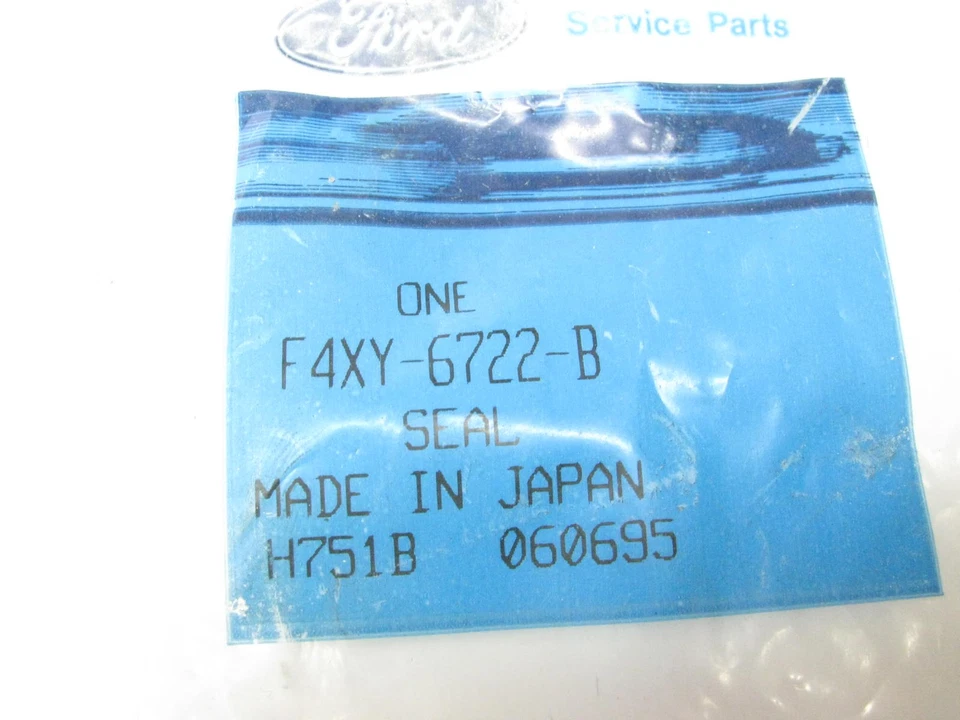 Ford Service Parts
ONE
F4XY-6722-B
SEAL
MADE IN JAPAN
H751B 060695